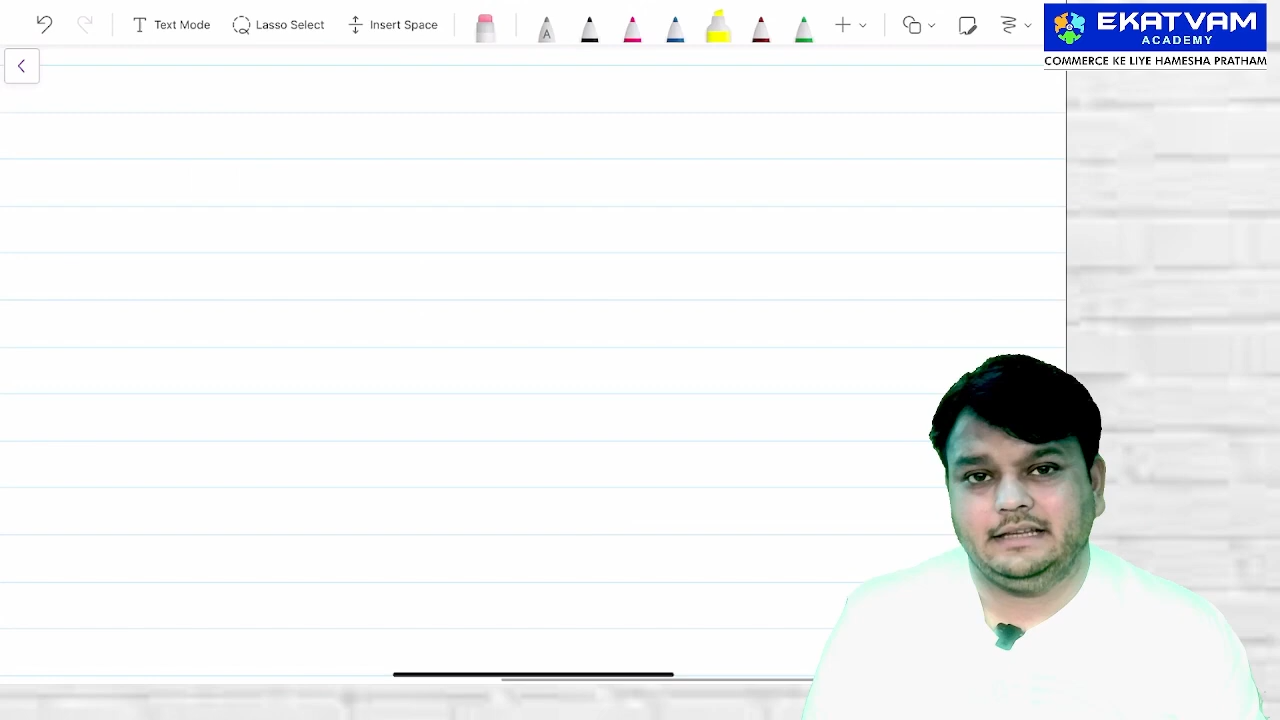 Text Mode Lasso Select Insert Space
A
EKATVAM
ACADEMY
COMMERCE KE LIYE HAMESHA PRATHAM